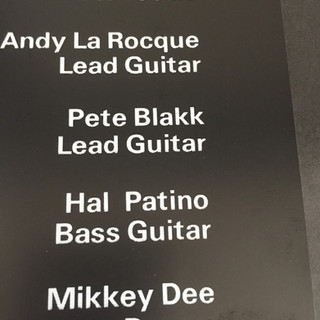 Andy La Rocque
Lead Guitar
Pete Blakk
Lead Guitar
Hal Patino
Bass Guitar
Mikkey Dee